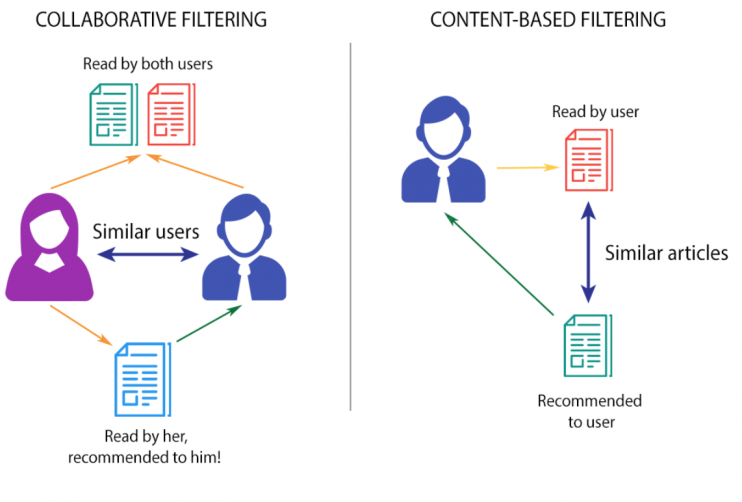 COLLABORATIVE FILTERING
Read by both users
Similar users
Read by her,
recommended to him!
CONTENT-BASED FILTERING
Read by user
Similar articles
Recommended
to user